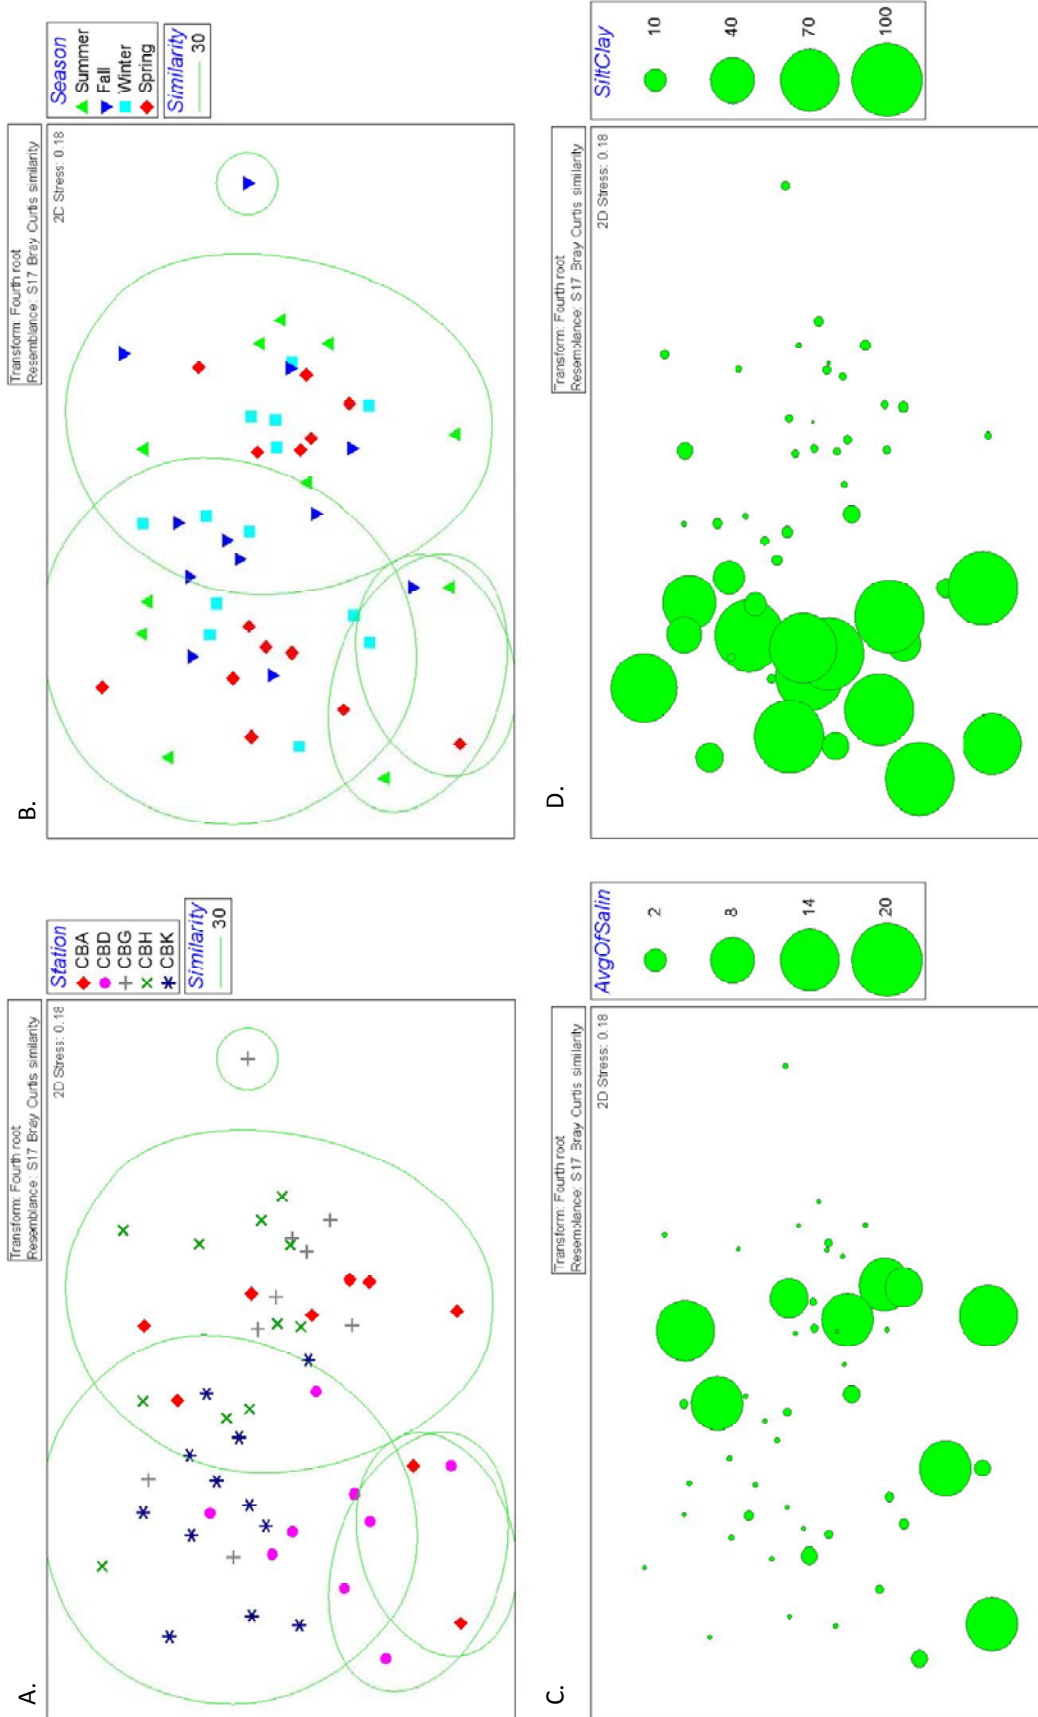 A.
Transform: Fourth root
Resemblance: S17 Bray Curtis similarity
2D Stress: 0.18
Station
CBA
CBD
CBG
CBH
CBK
Similarity
30
B.
Transform: Fourth root
Resemblance: S17 Bray Curtis similarity
2D Stress: 0.18
Season
Summer
Fall
Winter
Spring
Similarity
30
C.
Transform: Fourth root
Resemblance: S17 Bray Curtis similarity
2D Stress: 0.18
AvgOfSalin
2
8
14
20
D.
Transform: Fourth root
Resemblance: S17 Bray Curtis similarity
2D Stress: 0.18
SiltClay
10
40
70
100